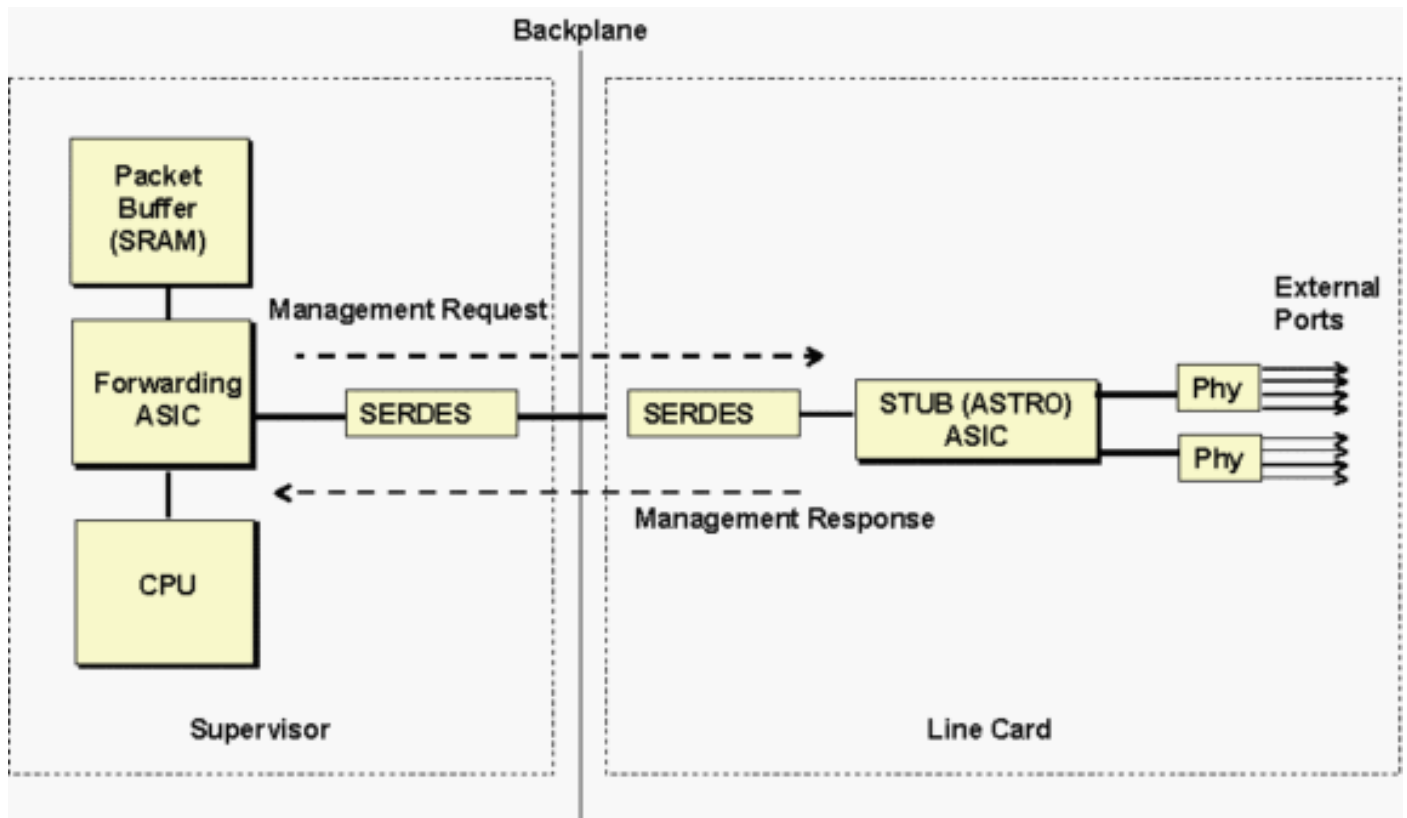 Backplane
Packet
Buffer
(SRAM)
Management Request
External
Ports
Forwarding
ASIC
SERDES
SERDES
STUB (ASTRO)
ASIC
Phy
Phy
Management Response
CPU
Supervisor
Line Card